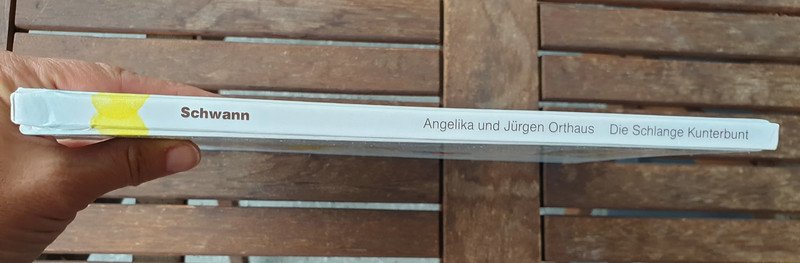 Schwann Angelika und Jürgen Orthaus Die Schlange Kunterbunt